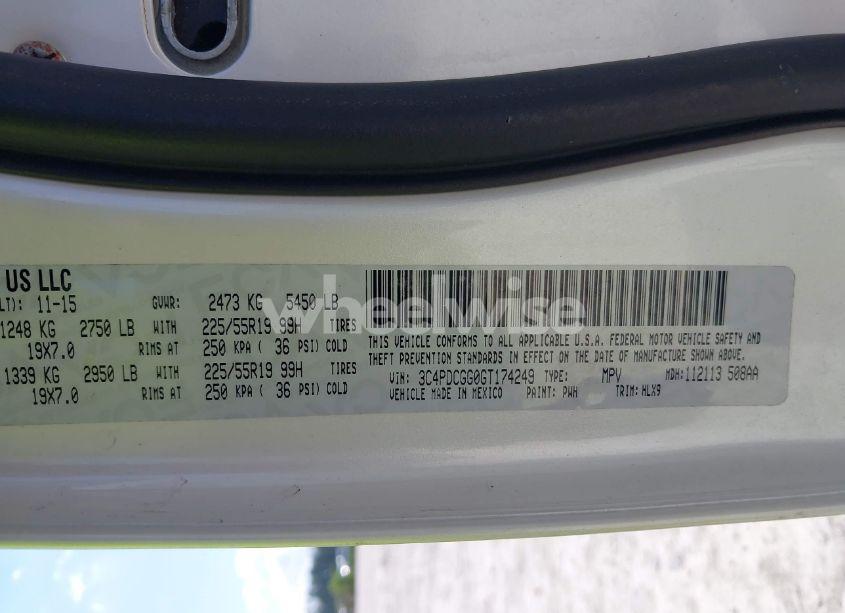 US LLC
LT): 11-15 GVWR: 2473 KG 5450 LB
1248 KG 2750 LB WITH 225/55R19 99H TIRES
19X7.0 RIMS AT 250 KPA ( 36 PSI) COLD
1339 KG 2950 LB WITH 225/55R19 99H TIRES
19X7.0 RIMS AT 250 KPA ( 36 PSI) COLD
THIS VEHICLE CONFORMS TO ALL APPLICABLE U.S.A. FEDERAL MOTOR VEHICLE SAFETY AND
THEFT PREVENTION STANDARDS IN EFFECT ON THE DATE OF MANUFACTURE SHOWN ABOVE.
VIN: 3C4PDCGG0GT174249 TYPE: MPV MDH:112113 508AA
VEHICLE MADE IN MEXICO PAINT: PWH TRIM: HLX9
wheelwise